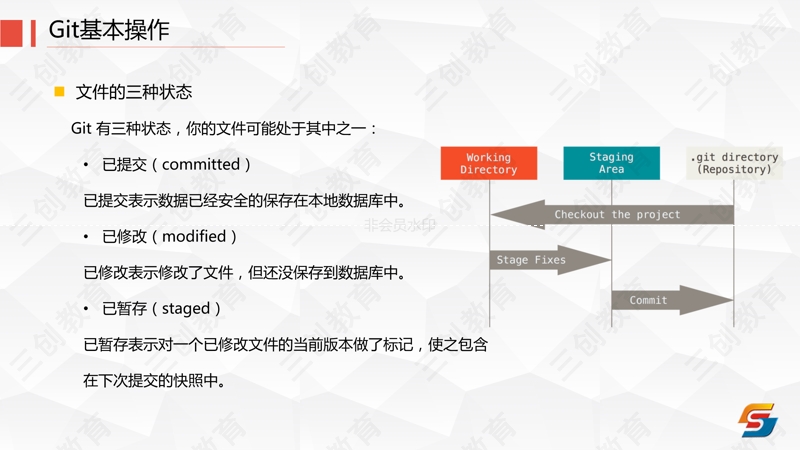 Git基本操作
文件的三种状态
Git 有三种状态，你的文件可能处于其中之一：
• 已提交（committed）
已提交表示数据已经安全的保存在本地数据库中。
• 已修改（modified）
已修改表示修改了文件，但还没保存到数据库中。
• 已暂存（staged）
已暂存表示对一个已修改文件的当前版本做了标记，使之包含
在下次提交的快照中。
Working
Directory
Staging
Area
.git directory
(Repository)
Checkout the project
Stage Fixes
Commit
非会员水印
三创教育